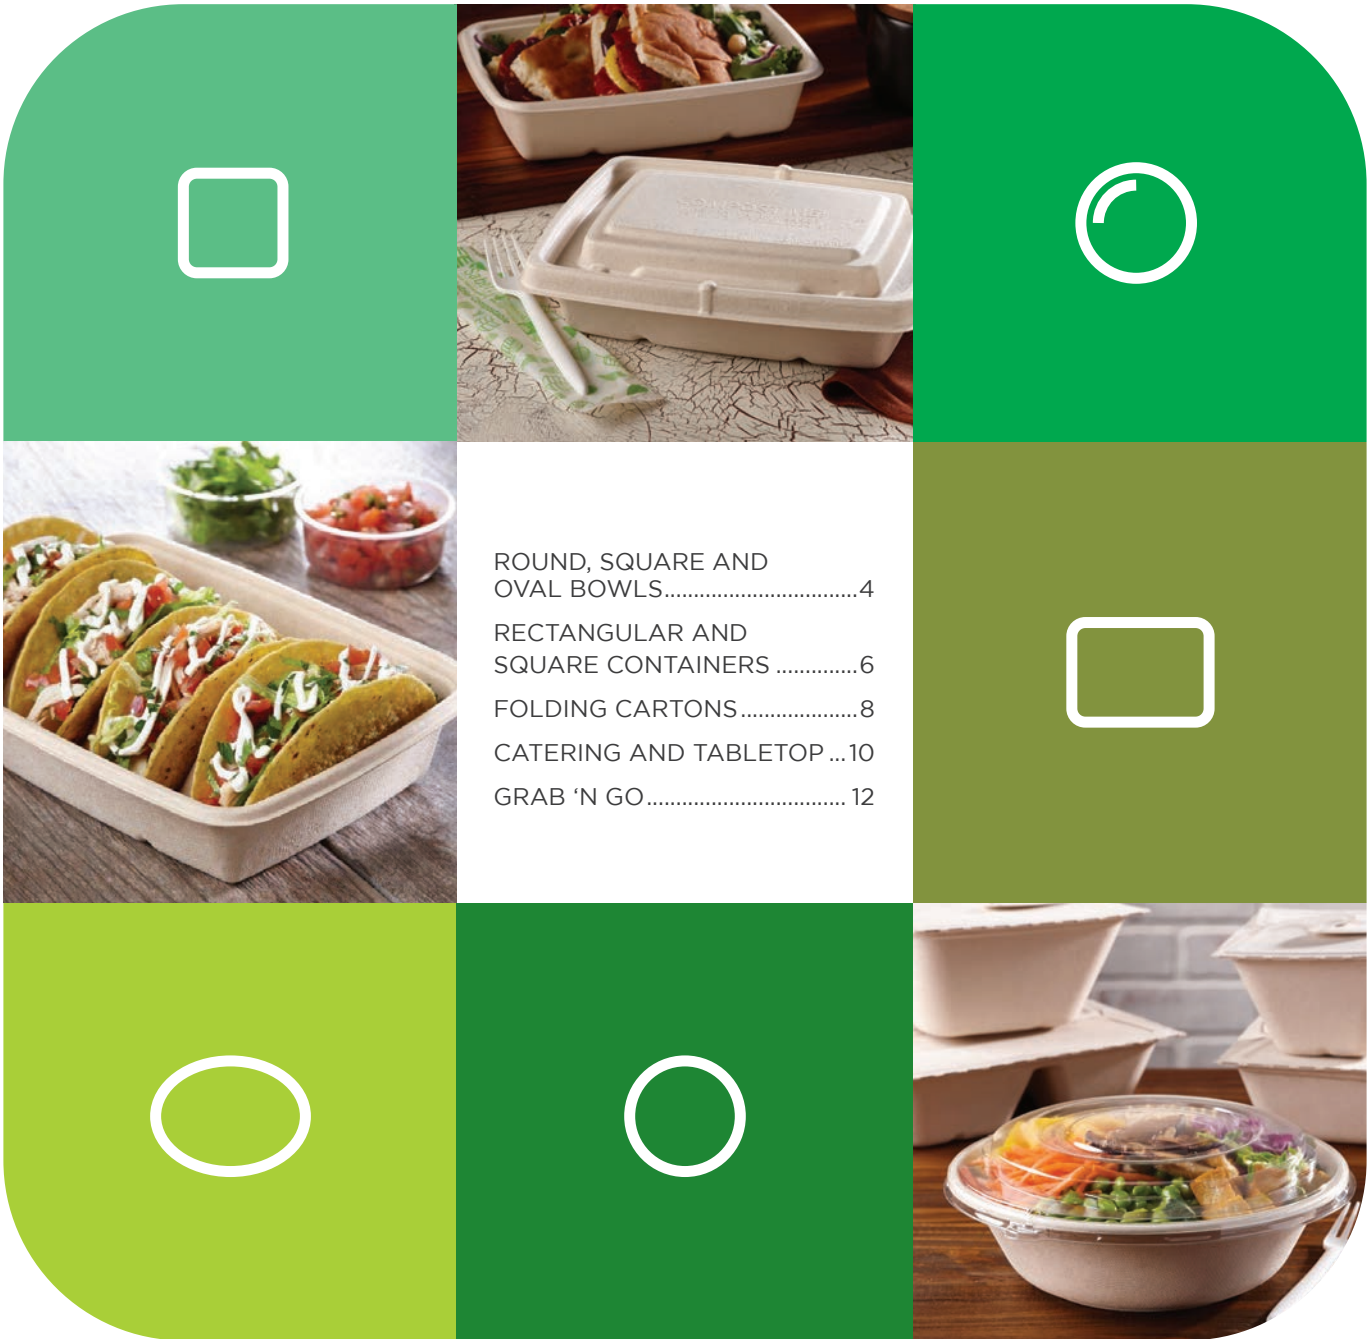 COMPOSTABLE
ROUND, SQUARE AND
OVAL BOWLS.................................4
RECTANGULAR AND
SQUARE CONTAINERS ..............6
FOLDING CARTONS....................8
CATERING AND TABLETOP ...10
GRAB ‘N GO.................................. 12